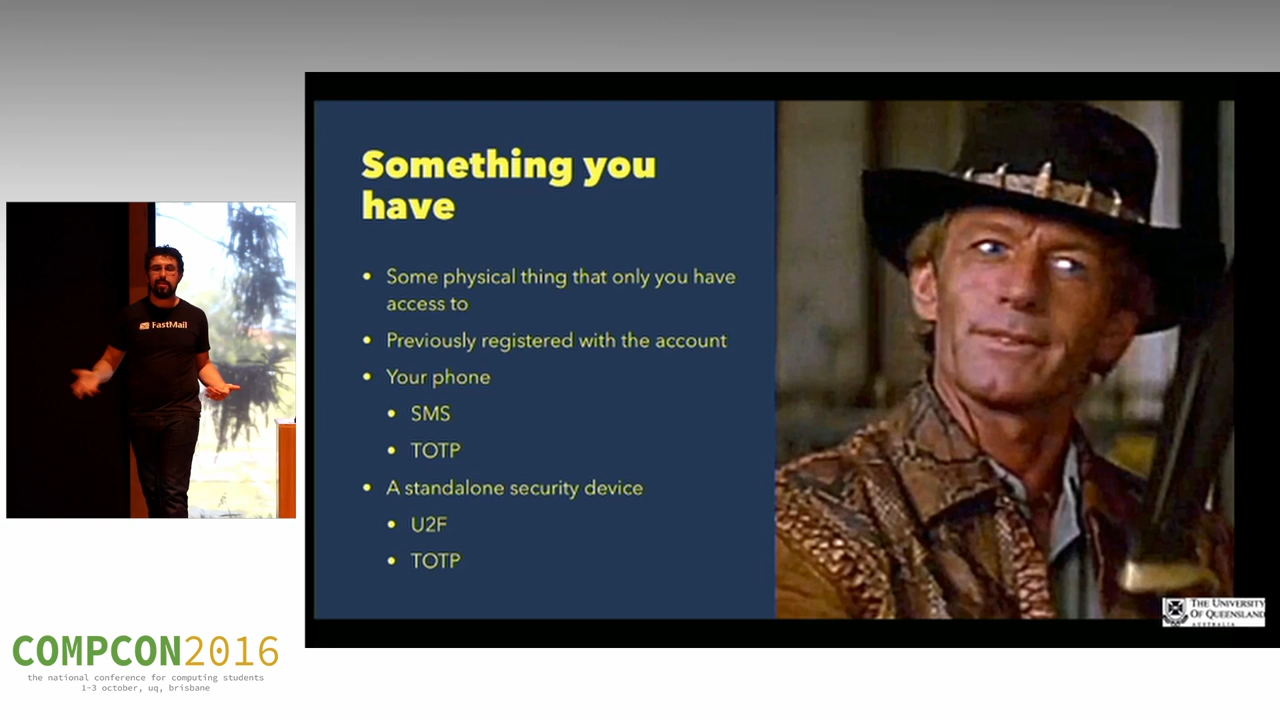 Something you
have
• Some physical thing that only you have
access to
• Previously registered with the account
• Your phone
• SMS
• TOTP
• A standalone security device
• U2F
• TOTP
FastMail
THE UNIVERSITY
OF QUEENSLAND
AUSTRALIA
COMPCON2016
the national conference for computing students
1-3 october, uq, brisbane